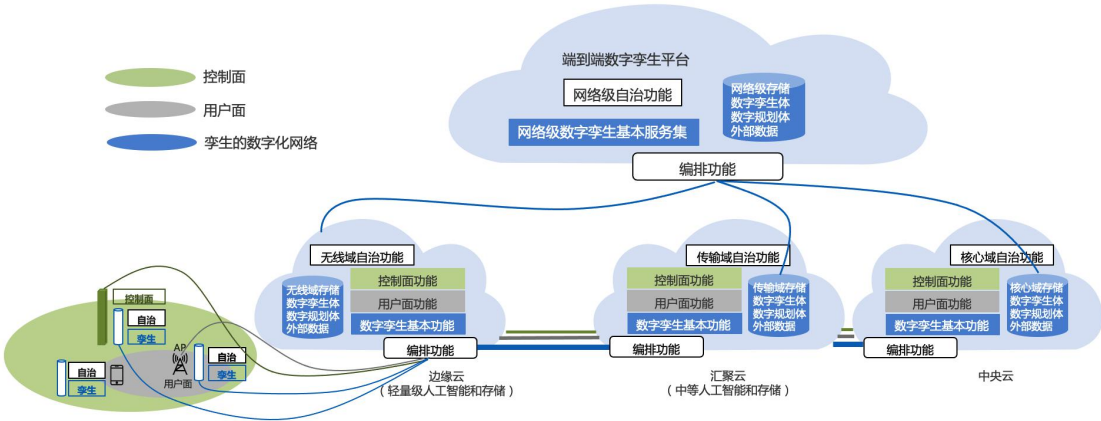 控制面
用户面
孪生的数字化网络
端到端数字孪生平台
网络级自治功能
网络级数字孪生基本服务集
网络级存储
数字孪生体
数字规划体
外部数据
编排功能
无线域自治功能
无线域存储
数字孪生体
数字规划体
外部数据
控制面功能
用户面功能
数字孪生基本功能
编排功能
边缘云
（轻量级人工智能和存储）
传输域自治功能
控制面功能
用户面功能
数字孪生基本功能
传输域存储
数字孪生体
数字规划体
外部数据
编排功能
汇聚云
（中等人工智能和存储）
核心域自治功能
控制面功能
用户面功能
数字孪生基本功能
核心域存储
数字孪生体
数字规划体
外部数据
编排功能
中央云
控制面
自治
孪生
AP
用户面
自治
孪生
自治
孪生